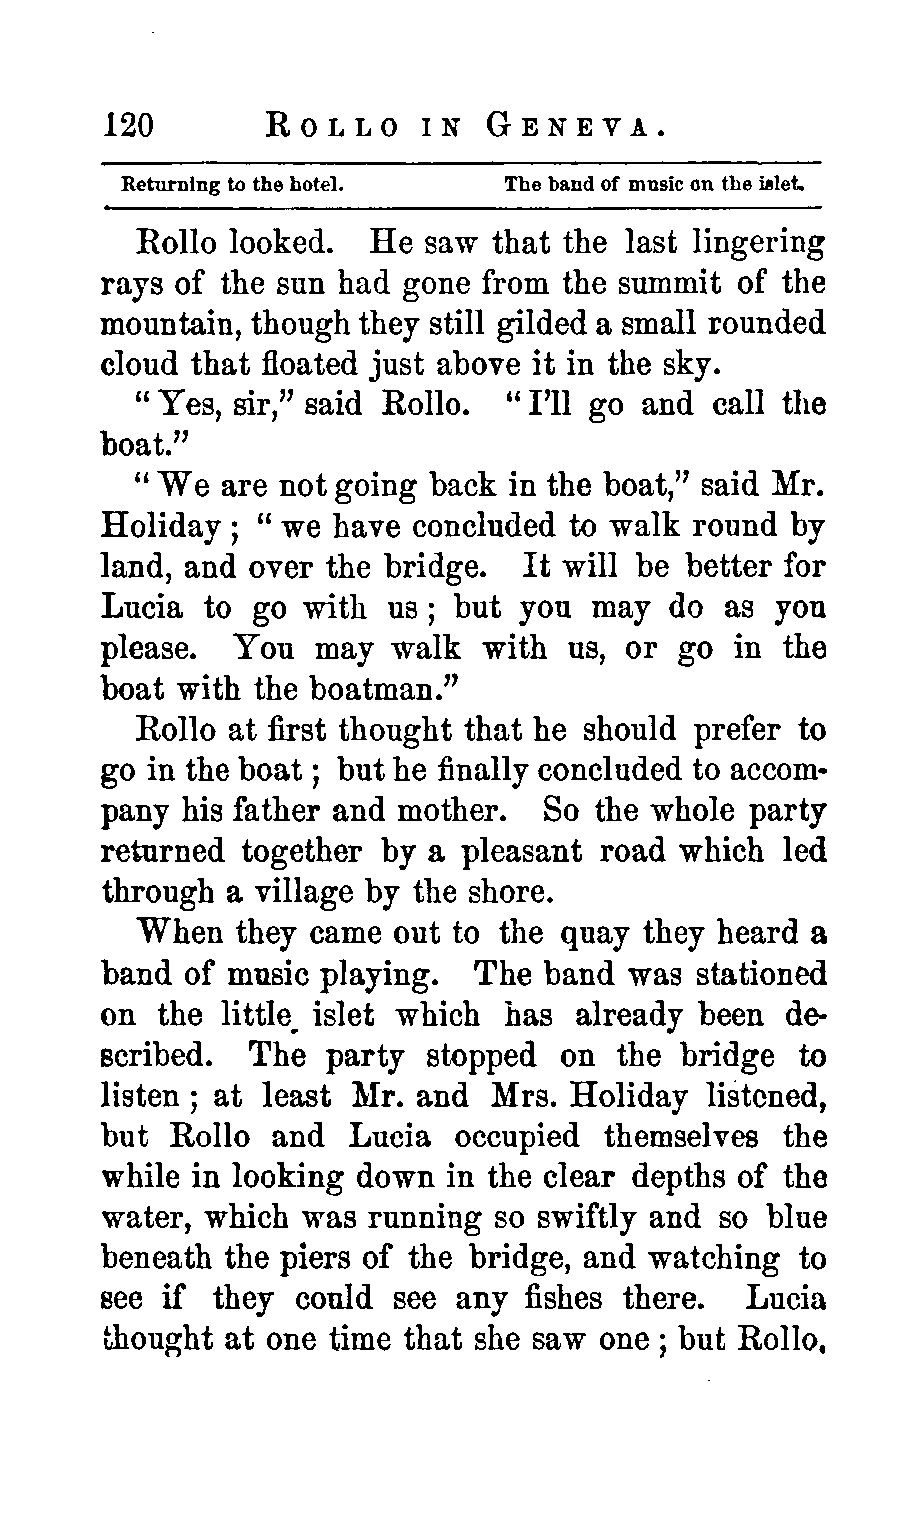 120 ROLLO IN GENEVA.
Returning to the hotel. The band of music on the islet.
Rollo looked. He saw that the last lingering
rays of the sun had gone from the summit of the
mountain, though they still gilded a small rounded
cloud that floated just above it in the sky.
“Yes, sir,” said Rollo. “I’ll go and call the
boat.”
“We are not going back in the boat,” said Mr.
Holiday; “we have concluded to walk round by
land, and over the bridge. It will be better for
Lucia to go with us; but you may do as you
please. You may walk with us, or go in the
boat with the boatman.”
Rollo at first thought that he should prefer to
go in the boat; but he finally concluded to accom-
pany his father and mother. So the whole party
returned together by a pleasant road which led
through a village by the shore.
When they came out to the quay they heard a
band of music playing. The band was stationed
on the little islet which has already been de-
scribed. The party stopped on the bridge to
listen; at least Mr. and Mrs. Holiday listened,
but Rollo and Lucia occupied themselves the
while in looking down in the clear depths of the
water, which was running so swiftly and so blue
beneath the piers of the bridge, and watching to
see if they could see any fishes there. Lucia
thought at one time that she saw one; but Rollo,